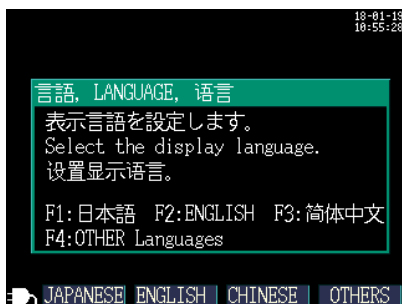 18-01-19
10:55:28
言語, LANGUAGE, 语言
表示言語を設定します。
Select the display language.
设置显示语言。
F1:日本語 F2:ENGLISH F3:简体中文
F4:OTHER Languages
JAPANESE ENGLISH CHINESE OTHERS